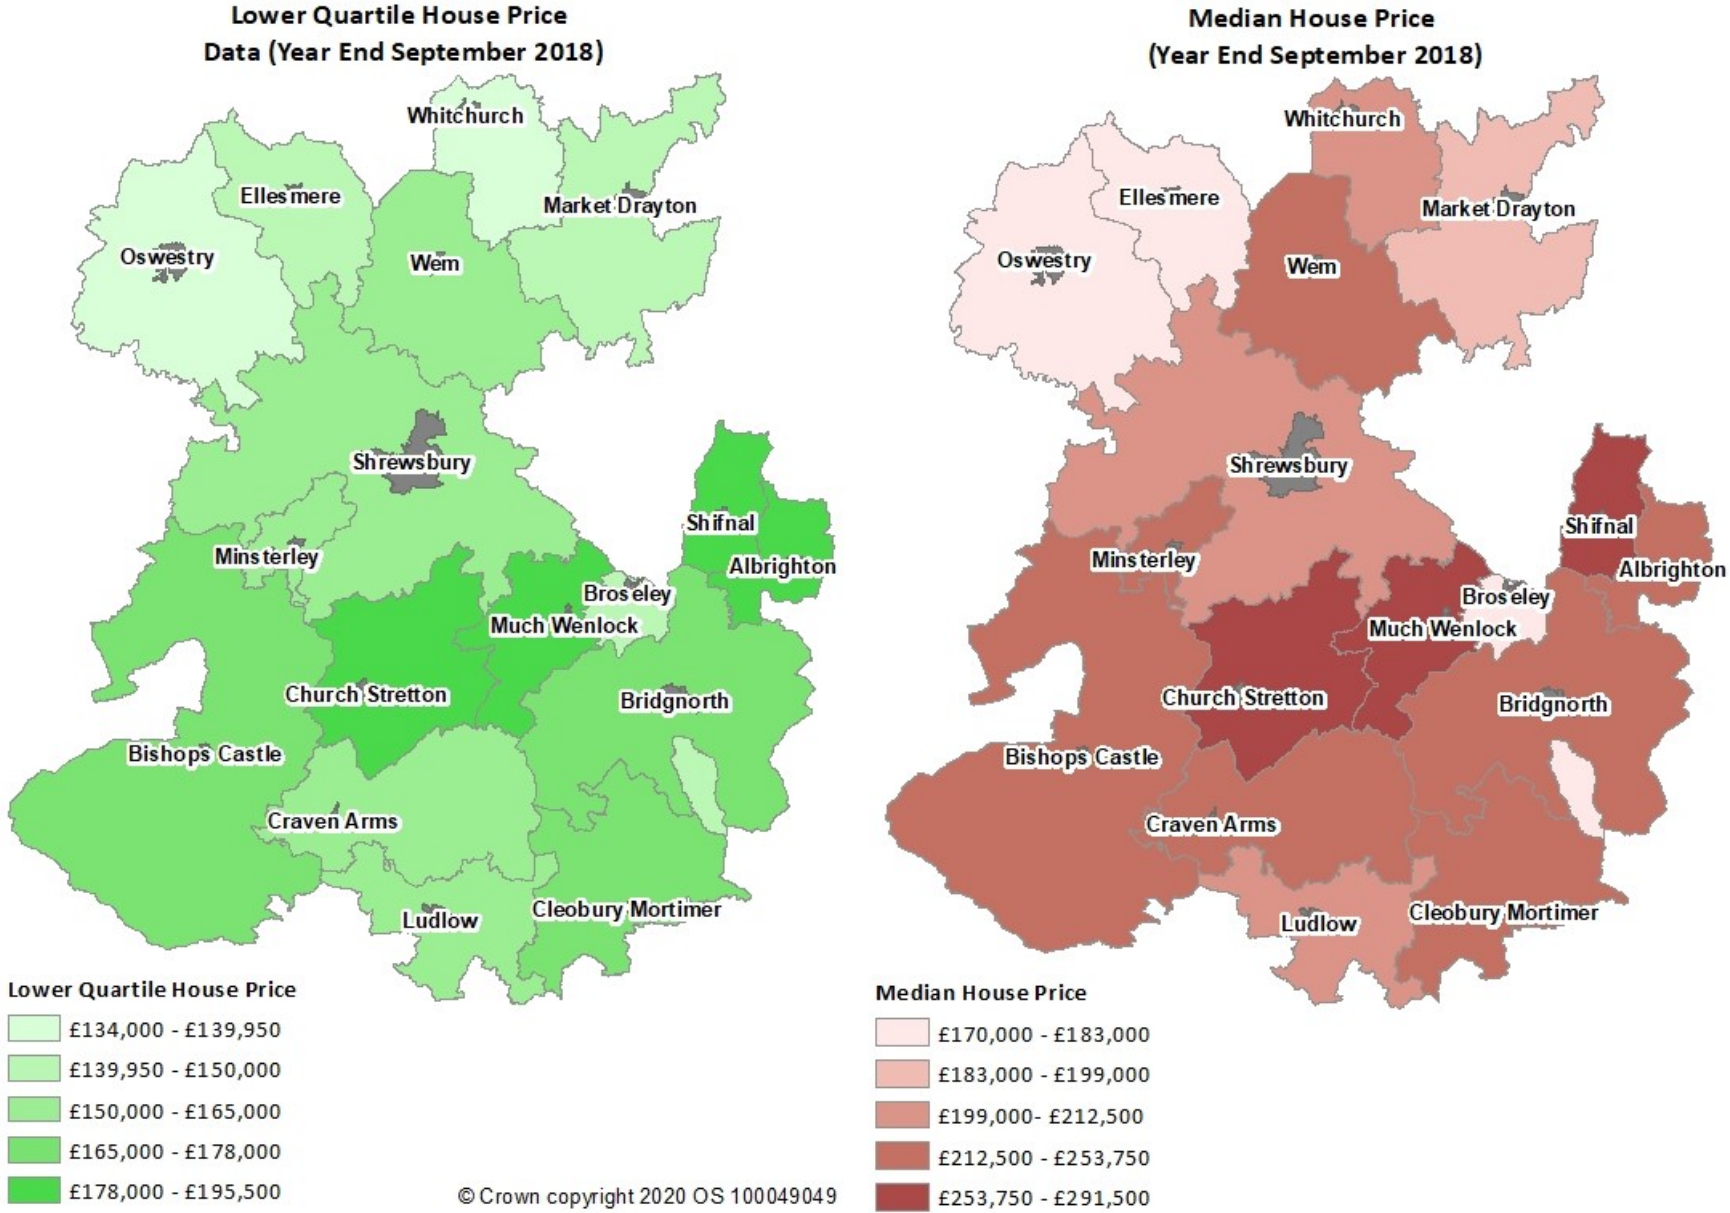 Lower Quartile House Price
Data (Year End September 2018)
Whitchurch
Ellesmere
Market Drayton
Oswestry
Wem
Shrewsbury
Shifnal
Minsterley
Albrighton
Broseley
Much Wenlock
Church Stretton
Bridgnorth
Bishops Castle
Craven Arms
Cleobury Mortimer
Ludlow
Lower Quartile House Price
£134,000 - £139,950
£139,950 - £150,000
£150,000 - £165,000
£165,000 - £178,000
£178,000 - £195,500
© Crown copyright 2020 OS 100049049
Median House Price
(Year End September 2018)
Whitchurch
Ellesmere
Market Drayton
Oswestry
Wem
Shrewsbury
Shifnal
Minsterley
Albrighton
Broseley
Much Wenlock
Church Stretton
Bridgnorth
Bishops Castle
Craven Arms
Cleobury Mortimer
Ludlow
Median House Price
£170,000 - £183,000
£183,000 - £199,000
£199,000- £212,500
£212,500 - £253,750
£253,750 - £291,500